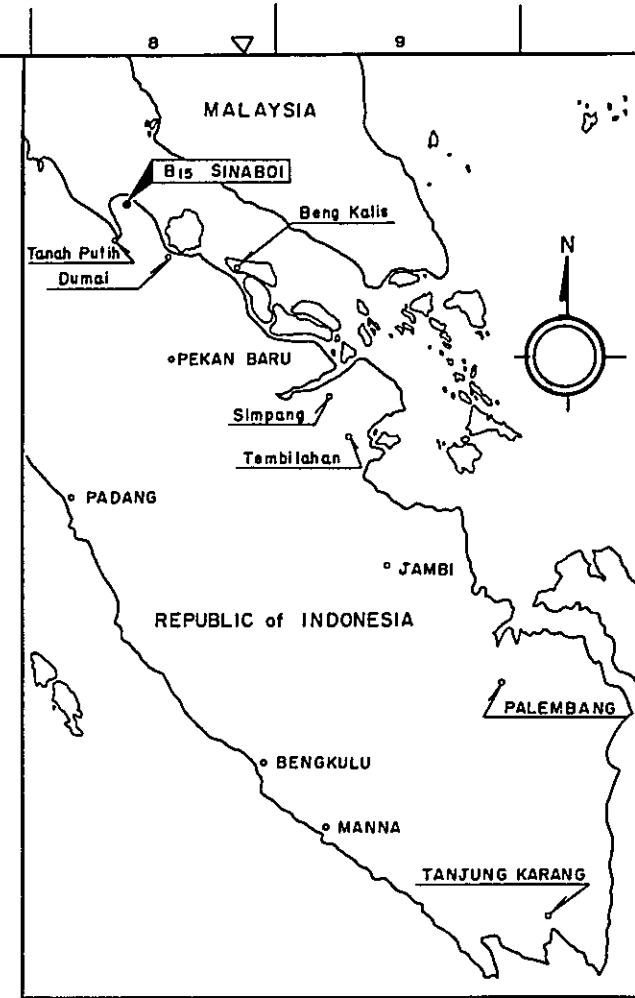 8
9
MALAYSIA
B15 SINABOI
Beng Kalis
Tanah Putih
Dumai
N
PEKAN BARU
Simpang
Tembilahan
PADANG
JAMBI
REPUBLIC of INDONESIA
PALEMBANG
BENGKULU
MANNA
TANJUNG KARANG